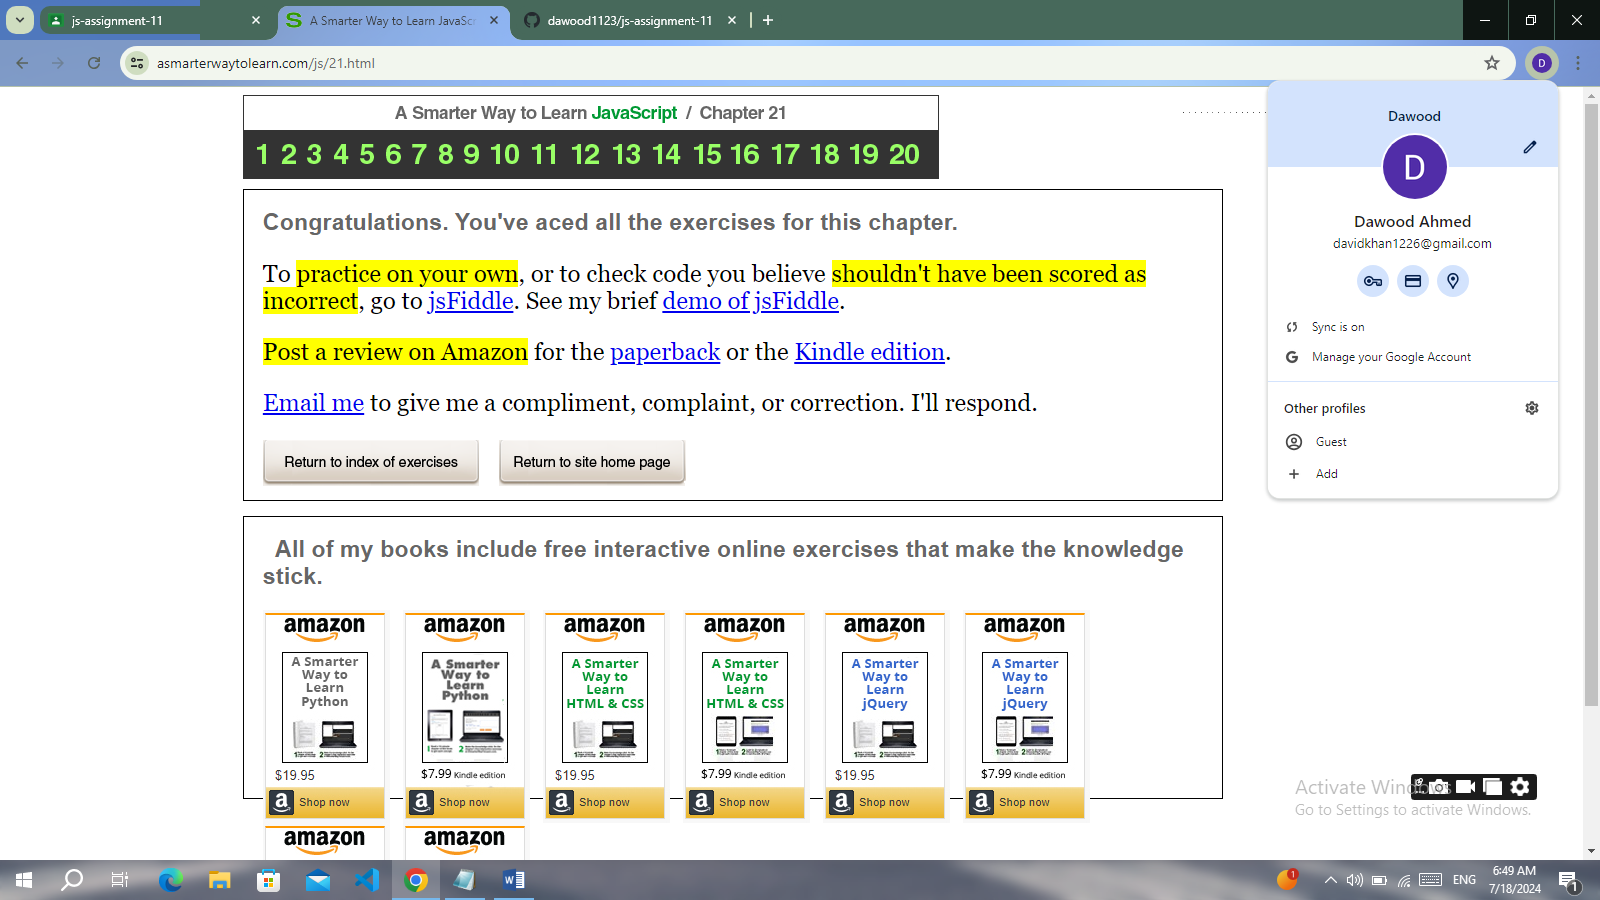 js-assignment-11
A Smarter Way to Learn JavaScr
dawood1123/js-assignment-11
asmarterwaytolearn.com/js/21.html
D
A Smarter Way to Learn JavaScript / Chapter 21
1 2 3 4 5 6 7 8 9 10 11 12 13 14 15 16 17 18 19 20
Congratulations. You've aced all the exercises for this chapter.
To practice on your own, or to check code you believe shouldn't have been scored as
incorrect, go to jsFiddle. See my brief demo of jsFiddle.
Post a review on Amazon for the paperback or the Kindle edition.
Email me to give me a compliment, complaint, or correction. I'll respond.
Return to index of exercises
Return to site home page
Dawood
D
Dawood Ahmed
davidkhan1226@gmail.com
Sync is on
Manage your Google Account
Other profiles
Guest
Add
All of my books include free interactive online exercises that make the knowledge
stick.
amazon
A Smarter
Way to
Learn
Python
$19.95
Shop now
amazon
A Smarter
Way to
Learn
Python
$7.99 Kindle edition
Shop now
amazon
A Smarter
Way to
Learn
HTML & CSS
$19.95
Shop now
amazon
A Smarter
Way to
Learn
HTML & CSS
$7.99 Kindle edition
Shop now
amazon
A Smarter
Way to
Learn
jQuery
$19.95
Shop now
amazon
A Smarter
Way to
Learn
jQuery
$7.99 Kindle edition
Shop now
amazon
amazon
Activate Windows
Go to Settings to activate Windows.
1
ENG
6:49 AM
7/18/2024
1